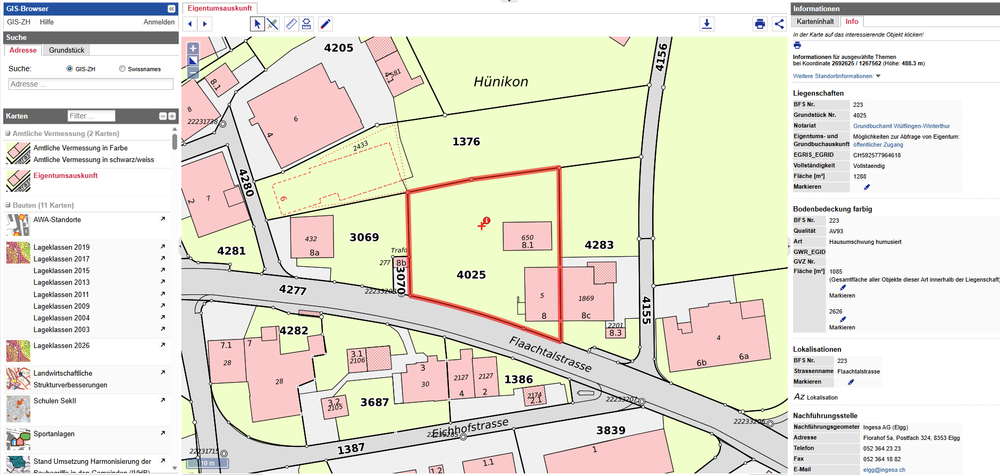 GIS-Browser
GIS-ZH
Hilfe
Anmelden
Suche
Adresse
Grundstück
Suche:
GIS-ZH
Swissnames
Adresse ...
Karten
Filter ...
Amtliche Vermessung (2 Karten)
Amtliche Vermessung in Farbe
Amtliche Vermessung in schwarz/weiss
Eigentumsauskunft
Bauten (11 Karten)
AWA-Standorte
Lageklassen 2019
Lageklassen 2017
Lageklassen 2015
Lageklassen 2013
Lageklassen 2011
Lageklassen 2009
Lageklassen 2004
Lageklassen 2003
Lageklassen 2026
Landwirtschaftliche
Strukturverbesserungen
Schulen SekII
Sportanlagen
Stand Umsetzung Harmonisierung der
Baubegriffe in den Gemeinden (IVHB)
Eigentumsauskunft
4205
4156
Hünikon
581
4.1
8.1
8
22231738
6
4
1376
2433
4280
2
7
6
432
8a
3069
4281
Trafo
277
8b
3070
650
8.1
4283
4025
4277
22233208
5
8
1869
8c
2201
8.3
4155
4
6b
6a
4282
7.1
7
28
28
3.1
2106
3
30
2127
4
2127
2
1386
Flaachtalstrasse
3.2
2105
3687
2174
2.1
22233207
22233206
Eichhofstrasse
22233285
3839
1387
22231715
1
1.1
1.2
10 m
Informationen
Karteninhalt
Info
In der Karte auf das interessierende Objekt klicken!
Informationen für ausgewählte Themen
bei Koordinate 2692625 / 1267562 (Höhe: 488.3 m)
Weitere Standortinformationen:
Liegenschaften
BFS Nr. 223
Grundstück Nr. 4025
Notariat Grundbuchamt Wülflingen-Winterthur
Eigentums- und Möglichkeiten zur Abfrage von Eigentum:
Grundbuchauskunft öffentlicher Zugang
EGRIS_EGRID CH592577964618
Vollständigkeit Vollstaendig
Fläche [m²] 1288
Markieren
Bodenbedeckung farbig
BFS Nr. 223
Qualität AV93
Art Hausumschwung humusiert
GWR_EGID
GVZ Nr.
Fläche [m²] 1085
(Gesamtfläche aller Objekte dieser Art innerhalb der Liegenschaft)
Markieren
2626
Markieren
Lokalisationen
BFS Nr. 223
Strassenname Flaachtalstrasse
Markieren
Az Lokalisation
Nachführungsstelle
Nachführungsgeometer Ingesa AG (Elgg)
Adresse Florahof 5a, Postfach 324, 8353 Elgg
Telefon 052 364 23 23
Fax 052 364 18 82
E-Mail elgg@ingesa.ch